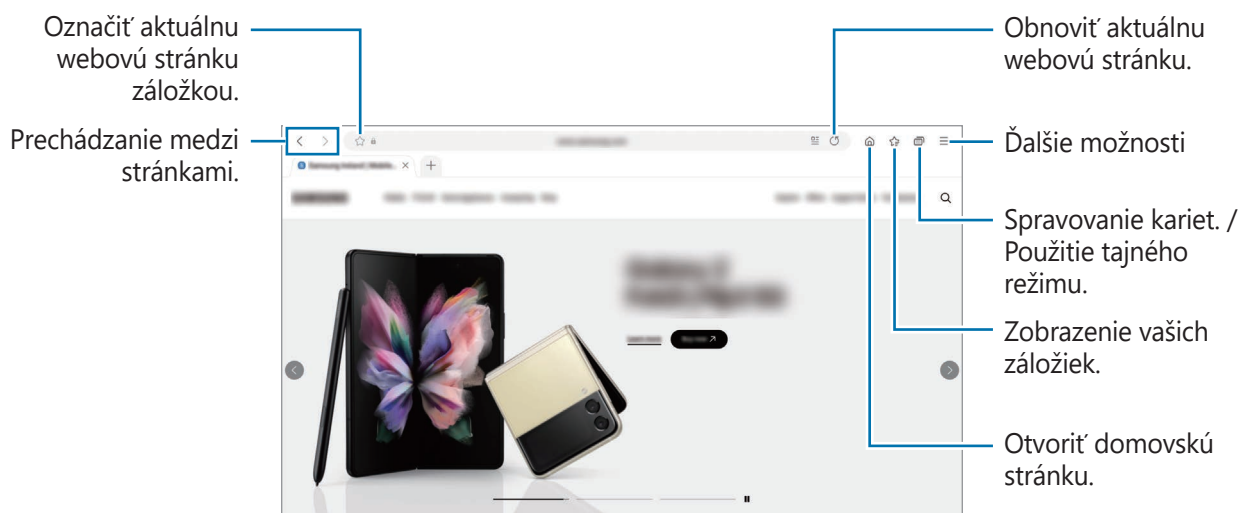 Označiť aktuálnu
webovú stránku
záložkou.
Prechádzanie medzi
stránkami.
Obnoviť aktuálnu
webovú stránku.
Ďalšie možnosti
Spravovanie kariet. /
Použitie tajného
režimu.
Zobrazenie vašich
záložiek.
Otvoriť domovskú
stránku.